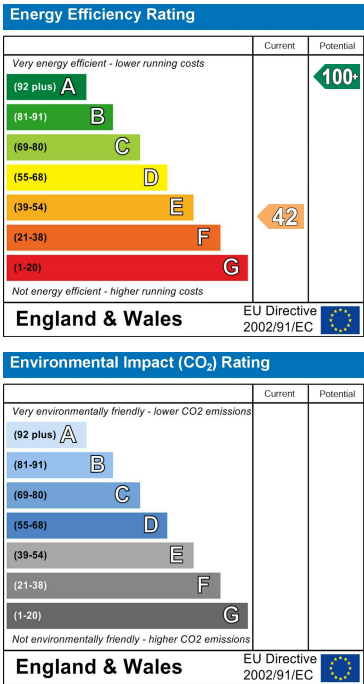 Energy Efficiency Rating
Current Potential
Very energy efficient - lower running costs
(92 plus) A
100+
(81-91) B
(69-80) C
(55-68) D
(39-54) E
42
(21-38) F
(1-20) G
Not energy efficient - higher running costs
England & Wales
EU Directive
2002/91/EC
Environmental Impact (CO₂) Rating
Current Potential
Very environmentally friendly - lower CO2 emissions
(92 plus) A
(81-91) B
(69-80) C
(55-68) D
(39-54) E
(21-38) F
(1-20) G
Not environmentally friendly - higher CO2 emissions
England & Wales
EU Directive
2002/91/EC